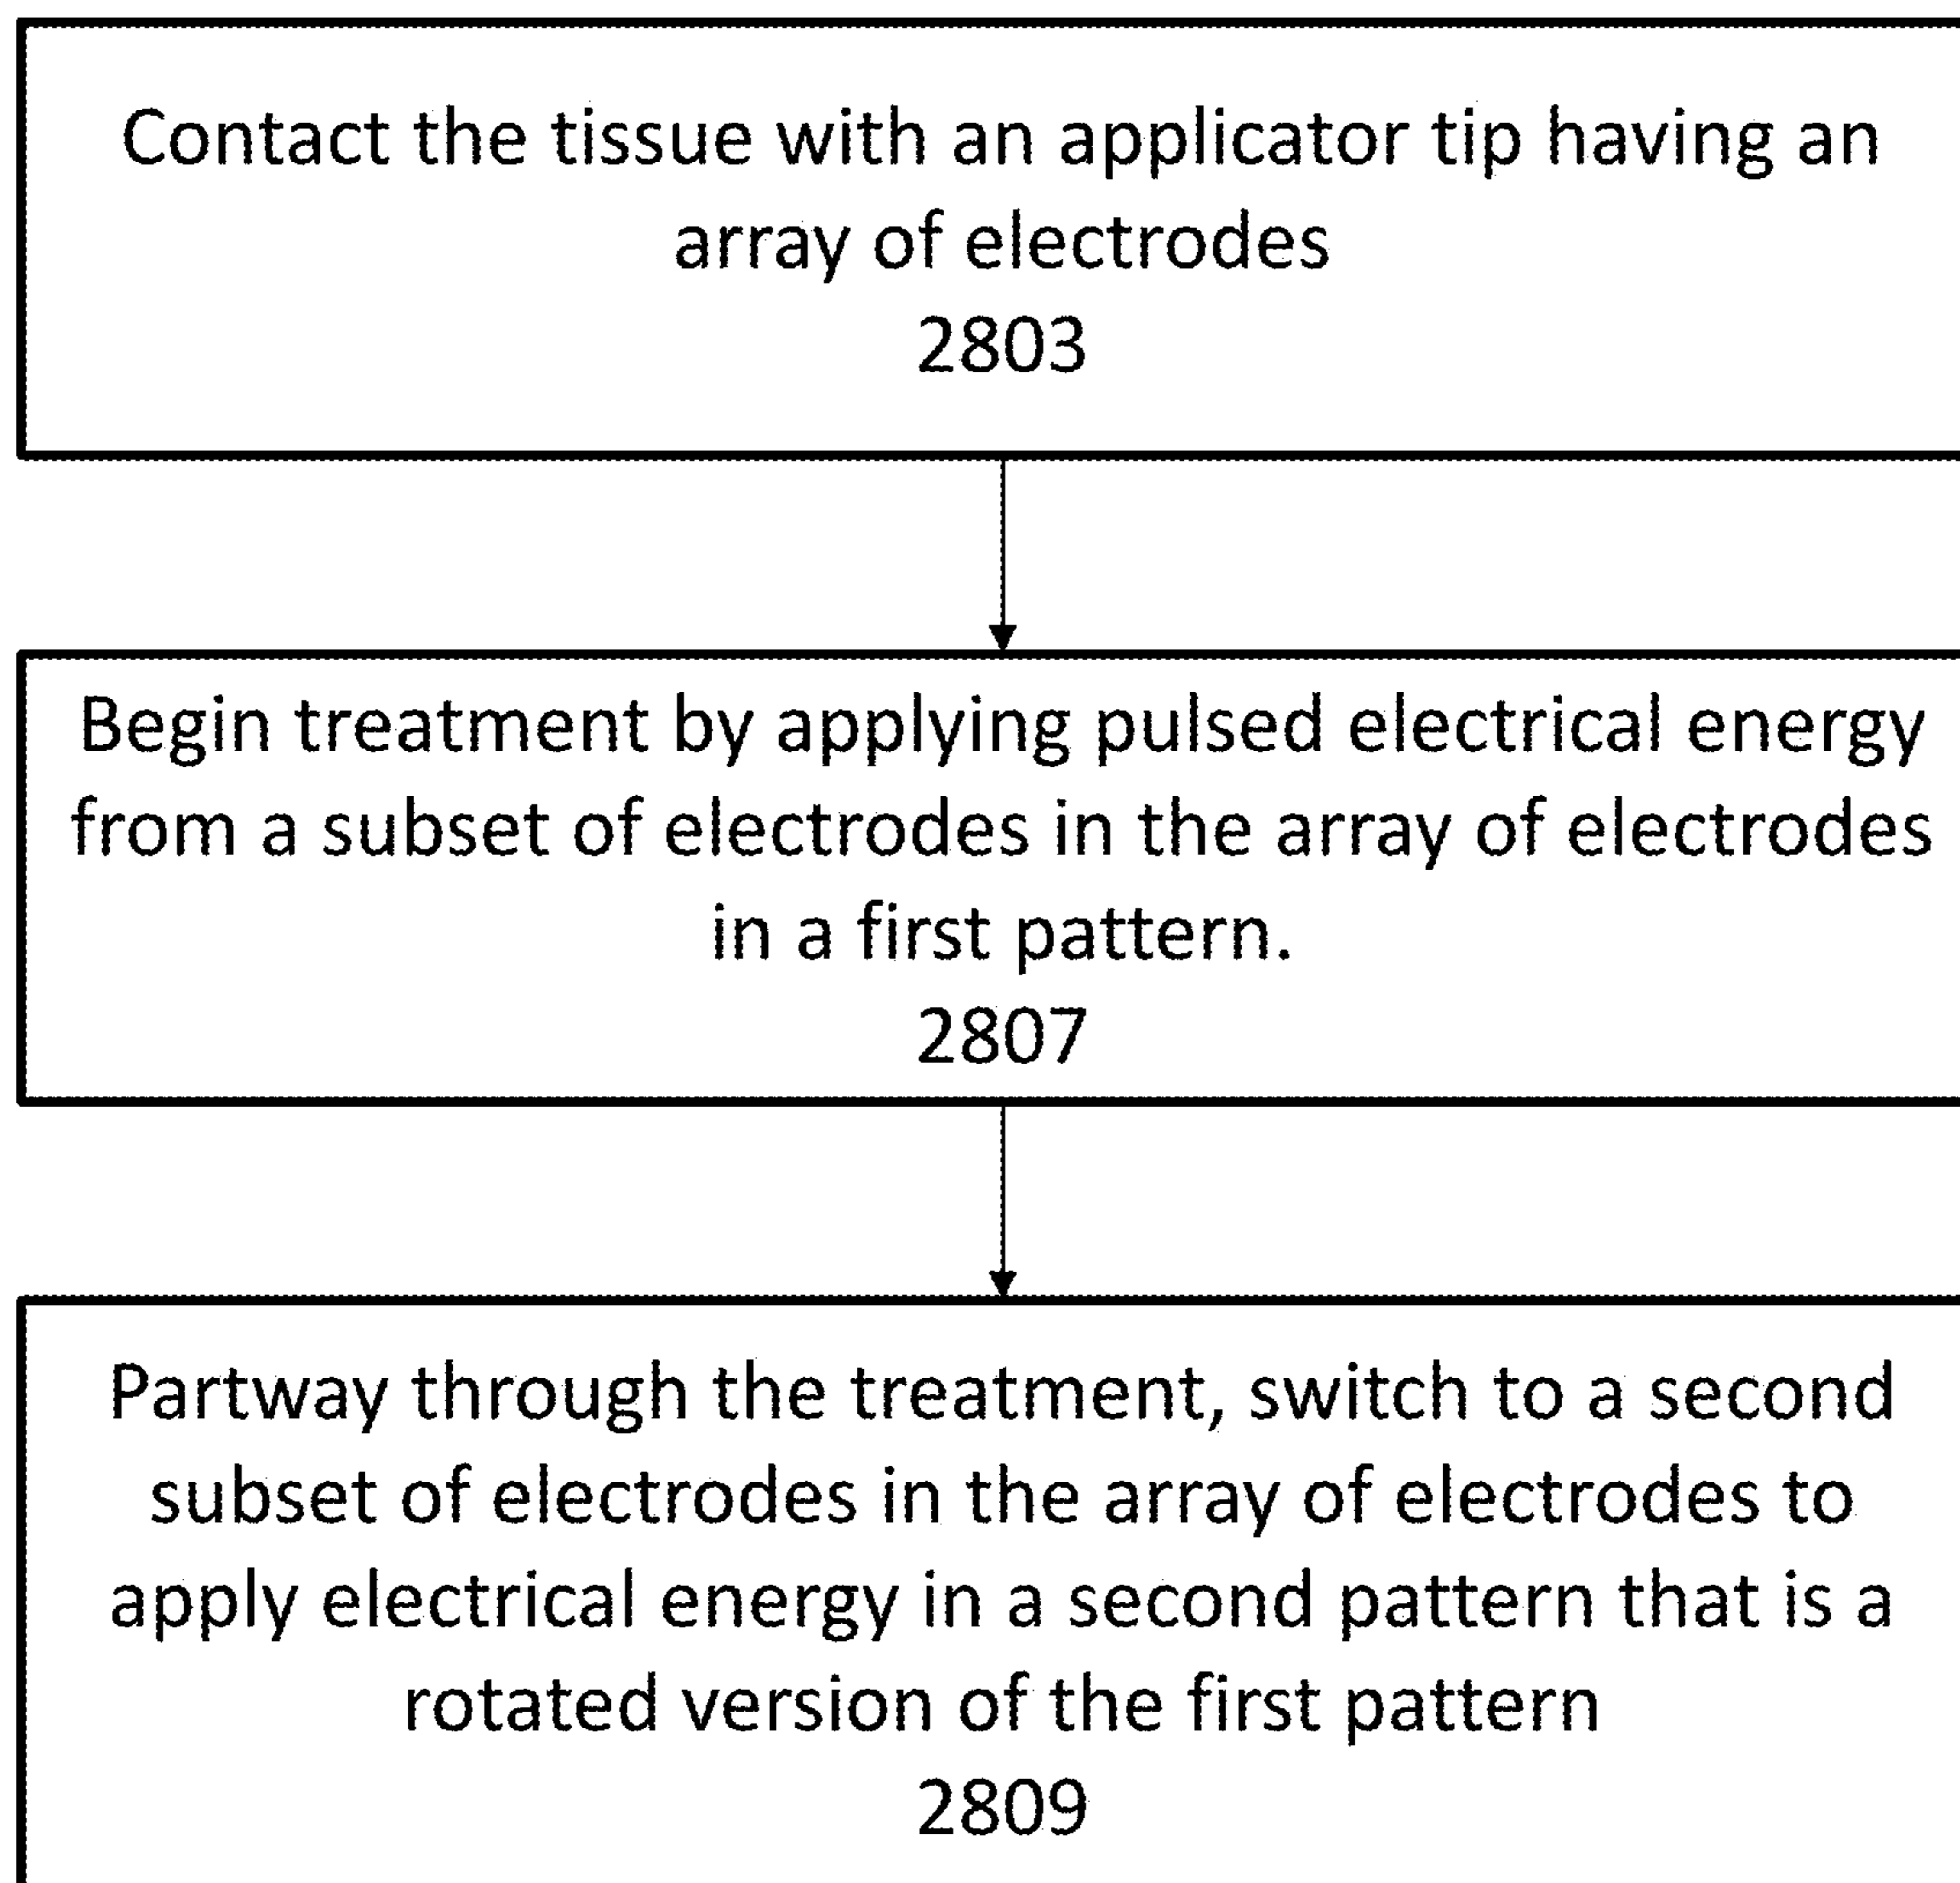 Contact the tissue with an applicator tip having an
array of electrodes
2803
Begin treatment by applying pulsed electrical energy
from a subset of electrodes in the array of electrodes
in a first pattern.
2807
Partway through the treatment, switch to a second
subset of electrodes in the array of electrodes to
apply electrical energy in a second pattern that is a
rotated version of the first pattern
2809